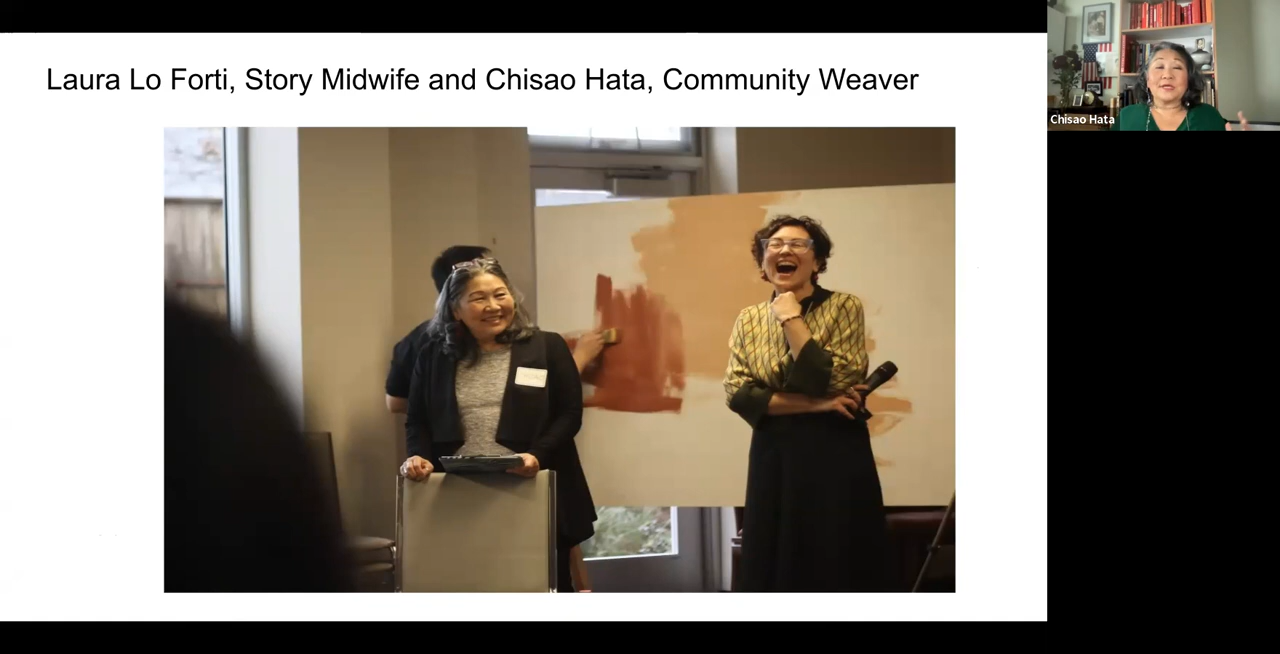 Laura Lo Forti, Story Midwife and Chisao Hata, Community Weaver
Chisao Hata